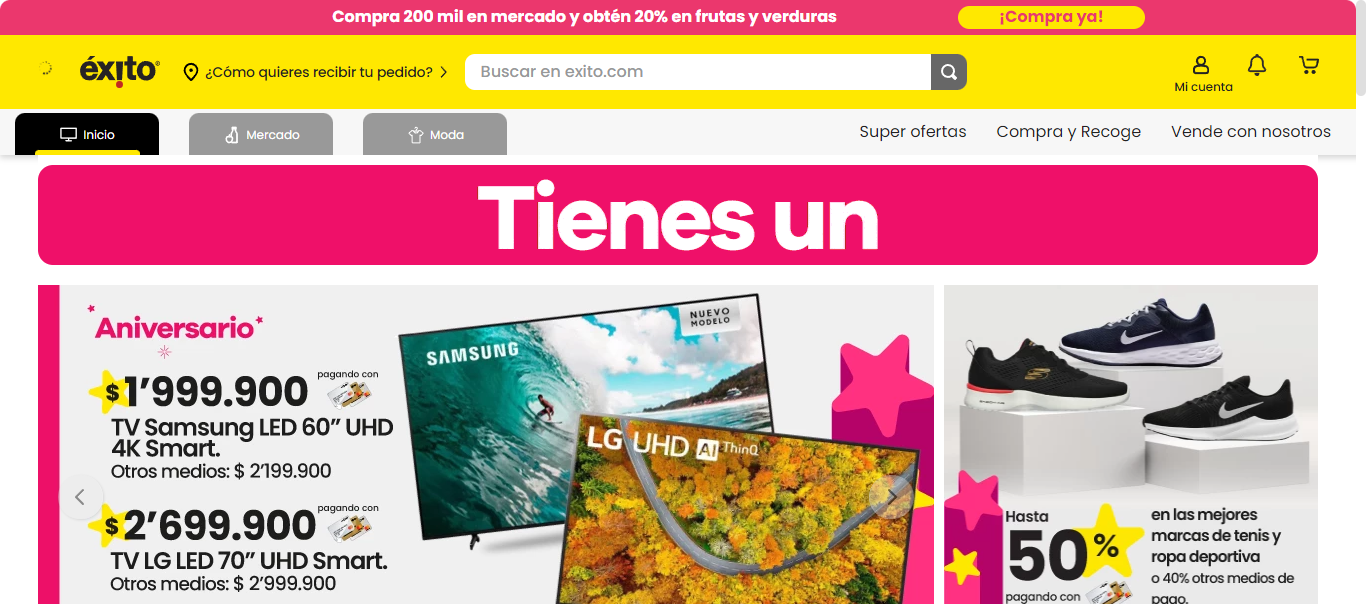 Compra 200 mil en mercado y obtén 20% en frutas y verduras
¡Compra ya!
éxito
¿Cómo quieres recibir tu pedido?
Buscar en exito.com
Mi cuenta
Inicio
Mercado
Moda
Super ofertas
Compra y Recoge
Vende con nosotros
Tienes un
Aniversario
$1’999.900
pagando con
TV Samsung LED 60” UHD
4K Smart.
Otros medios: $ 2’199.900
$2’699.900
pagando con
TV LG LED 70” UHD Smart.
Otros medios: $ 2’999.900
SAMSUNG
NUEVO
MODELO
LG UHD AI ThinQ
Hasta
50%
pagando con
en las mejores
marcas de tenis y
ropa deportiva
o 40% otros medios de
pago.